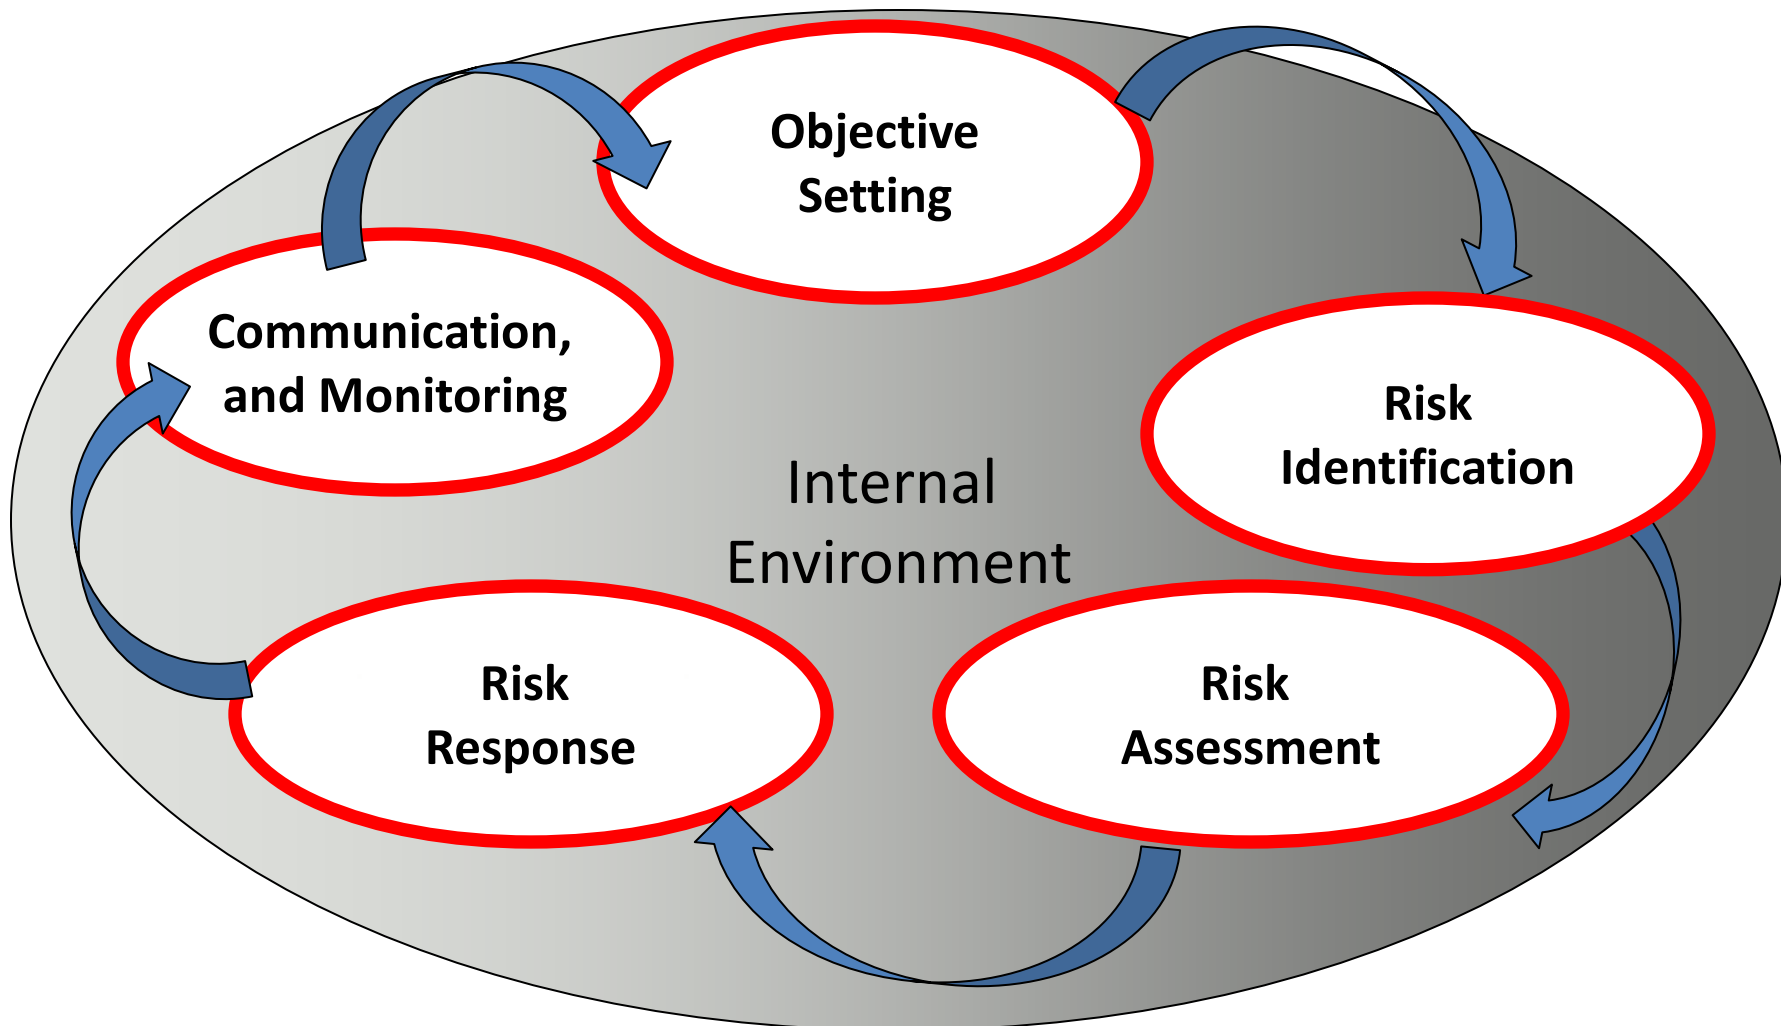 Objective
Setting
Communication,
and Monitoring
Risk
Identification
Internal
Environment
Risk
Response
Risk
Assessment